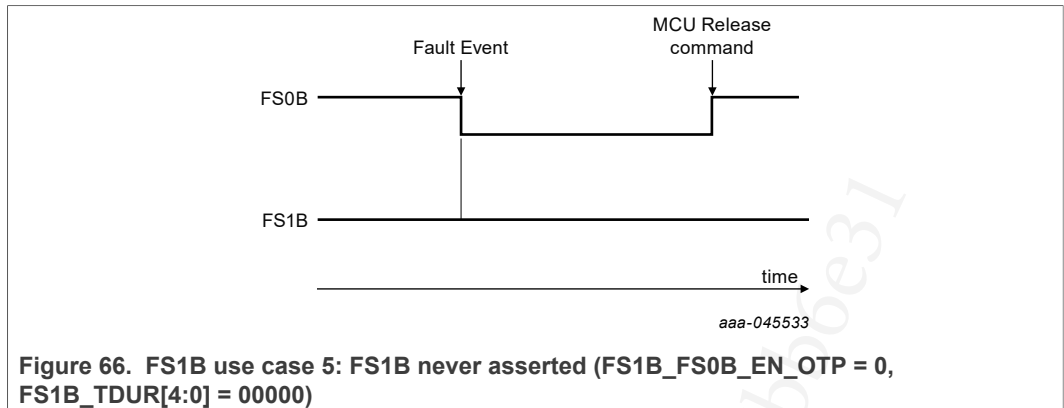 MCU Release
command
Fault Event
FS0B
FS1B
time
aaa-045533
Figure 66. FS1B use case 5: FS1B never asserted (FS1B_FS0B_EN_OTP = 0,
FS1B_TDUR[4:0] = 00000)